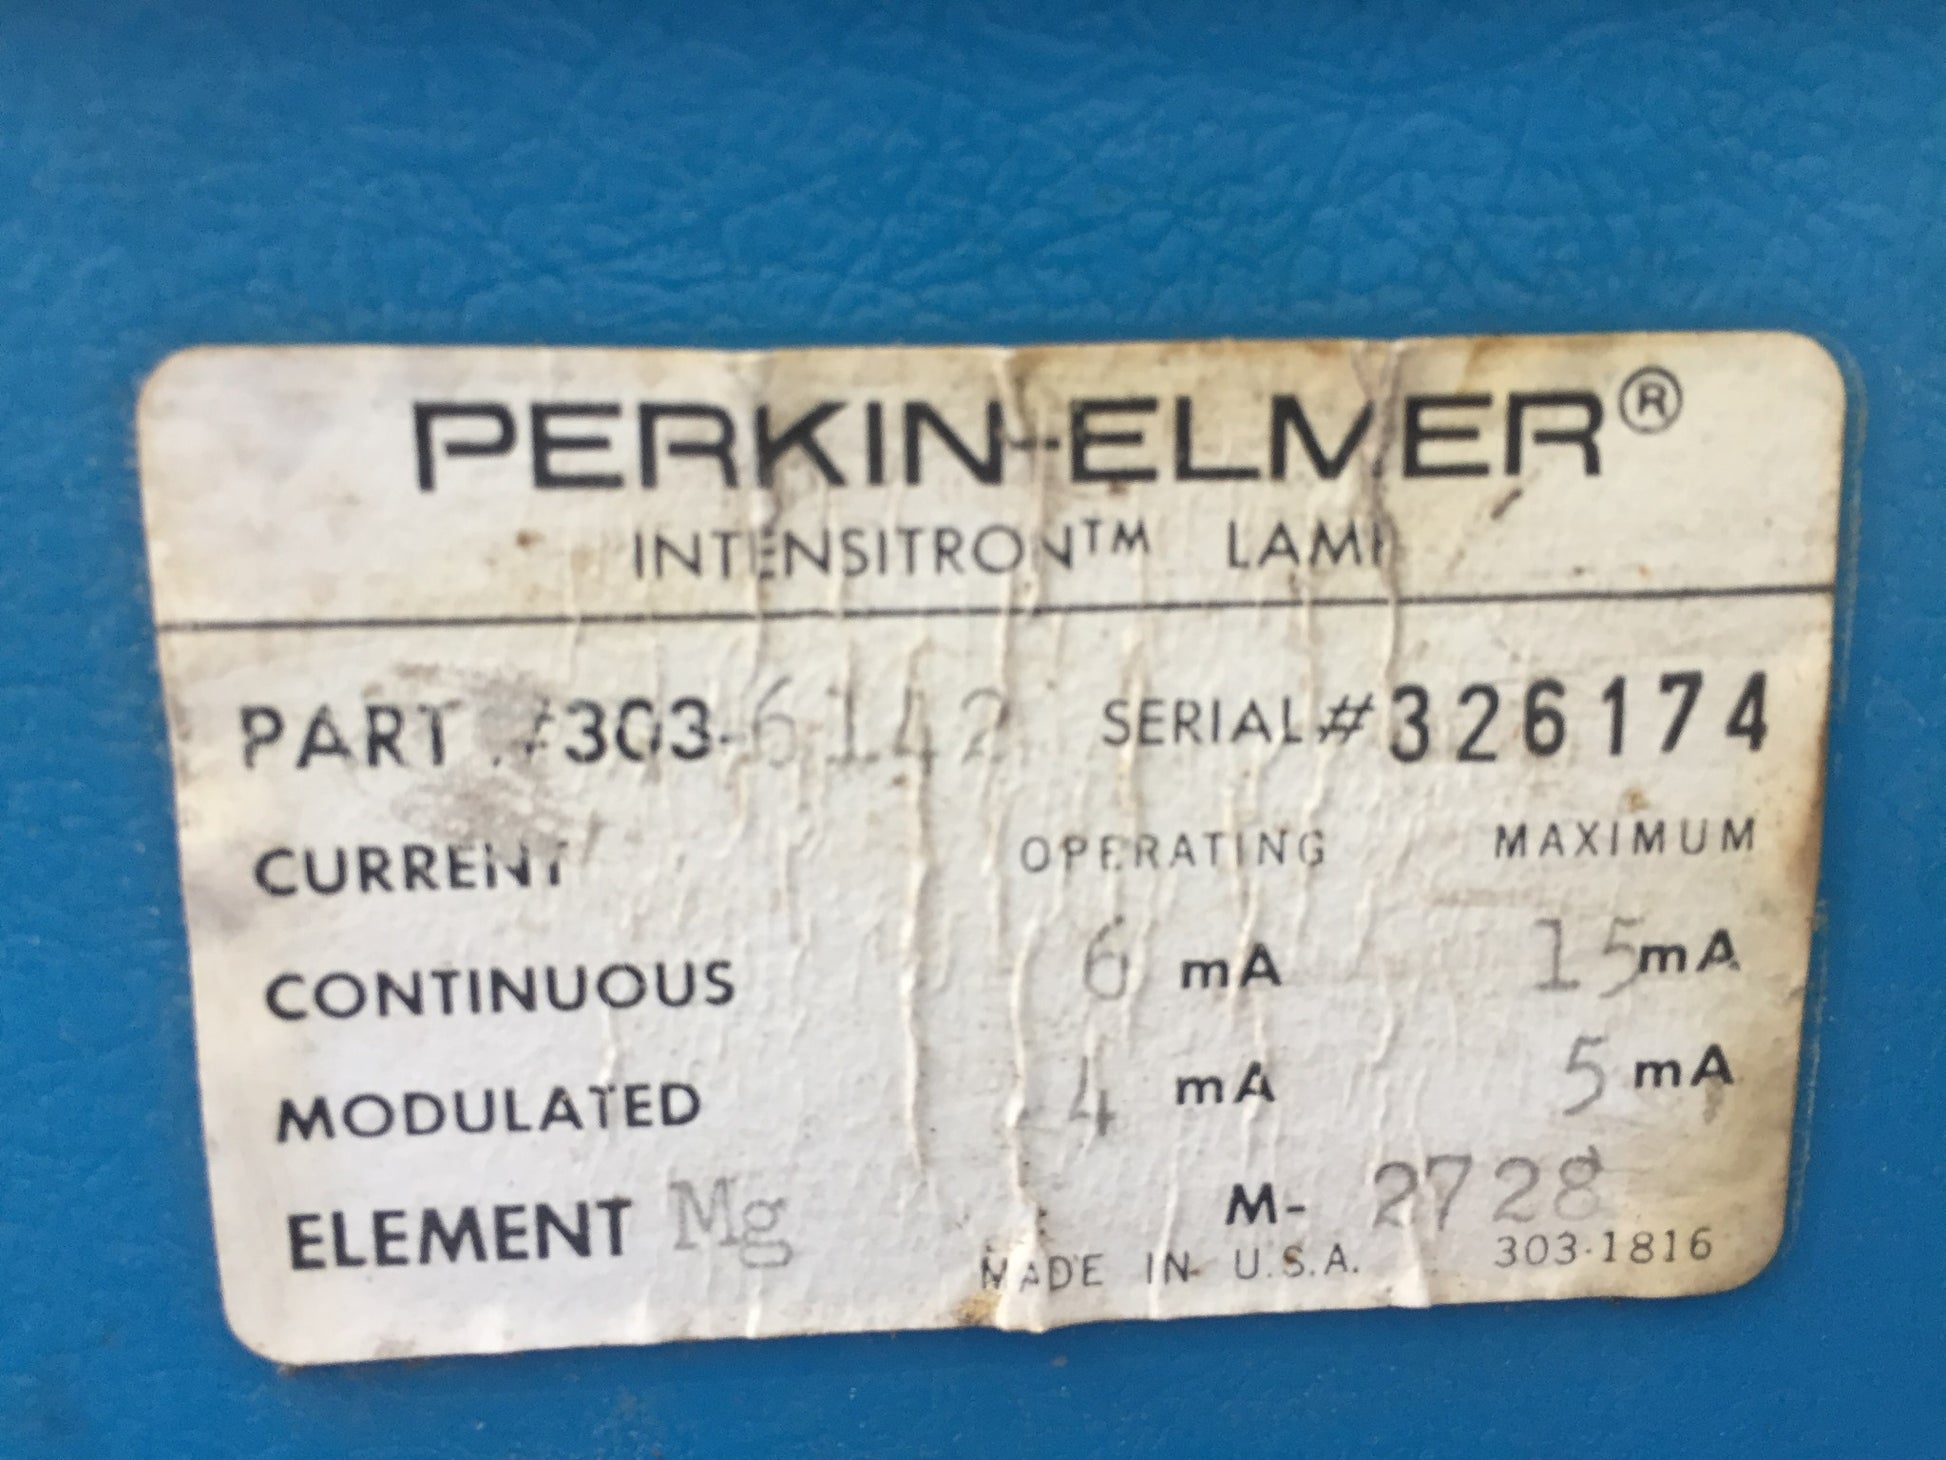 PERKIN-ELMER®
INTENSITRON™ LAMP
PART #303-6142 SERIAL #326174
CURRENT OPERATING MAXIMUM
CONTINUOUS 6 mA 15 mA
MODULATED 4 mA 5 mA
ELEMENT Mg M- 2728
MADE IN U.S.A. 303-1816